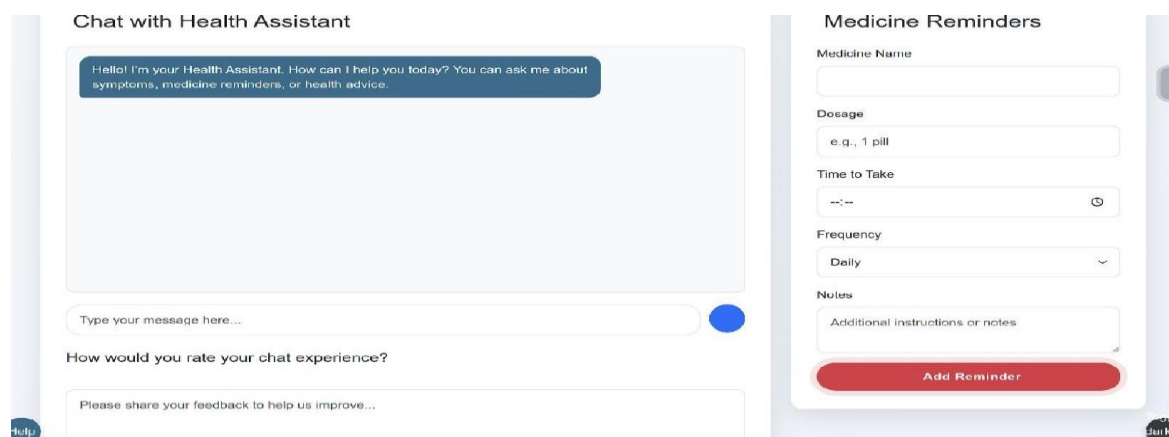 Chat with Health Assistant
Hello! I'm your Health Assistant. How can I help you today? You can ask me about
symptoms, medicine reminders, or health advice.
Type your message here...
How would you rate your chat experience?
Please share your feedback to help us improve...
Help
Medicine Reminders
Medicine Name
Dosage
e.g., 1 pill
Time to Take
--:--
Frequency
Daily
Notes
Additional instructions or notes
Add Reminder